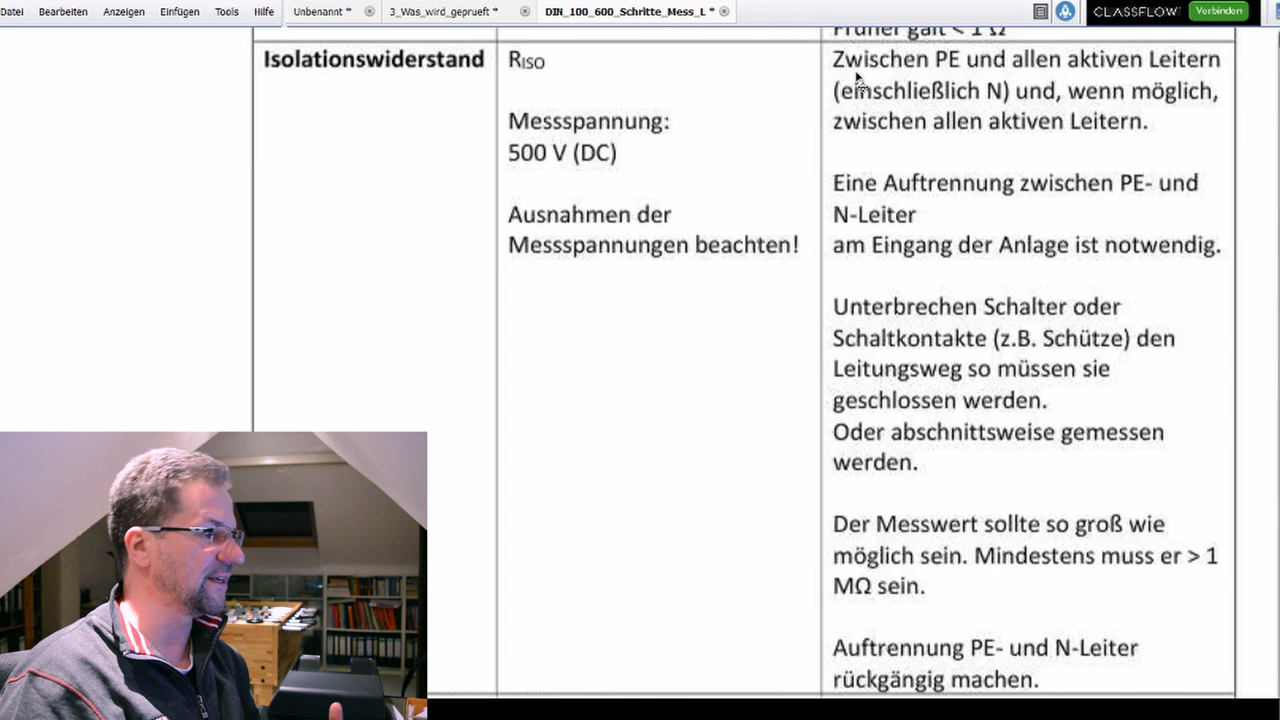 Datei Bearbeiten Anzeigen Einfügen Tools Hilfe Unbenannt * 3_Was_wird_geprueft * DIN_100_600_Schritte_Mess_L * CLASSFLOW Verbinden
Früher galt < 1 Ω
Isolationswiderstand
RISO
Messspannung:
500 V (DC)
Ausnahmen der
Messspannungen beachten!
Zwischen PE und allen aktiven Leitern
(einschließlich N) und, wenn möglich,
zwischen allen aktiven Leitern.
Eine Auftrennung zwischen PE- und
N-Leiter
am Eingang der Anlage ist notwendig.
Unterbrechen Schalter oder
Schaltkontakte (z.B. Schütze) den
Leitungsweg so müssen sie
geschlossen werden.
Oder abschnittsweise gemessen
werden.
Der Messwert sollte so groß wie
möglich sein. Mindestens muss er > 1
MΩ sein.
Auftrennung PE- und N-Leiter
rückgängig machen.